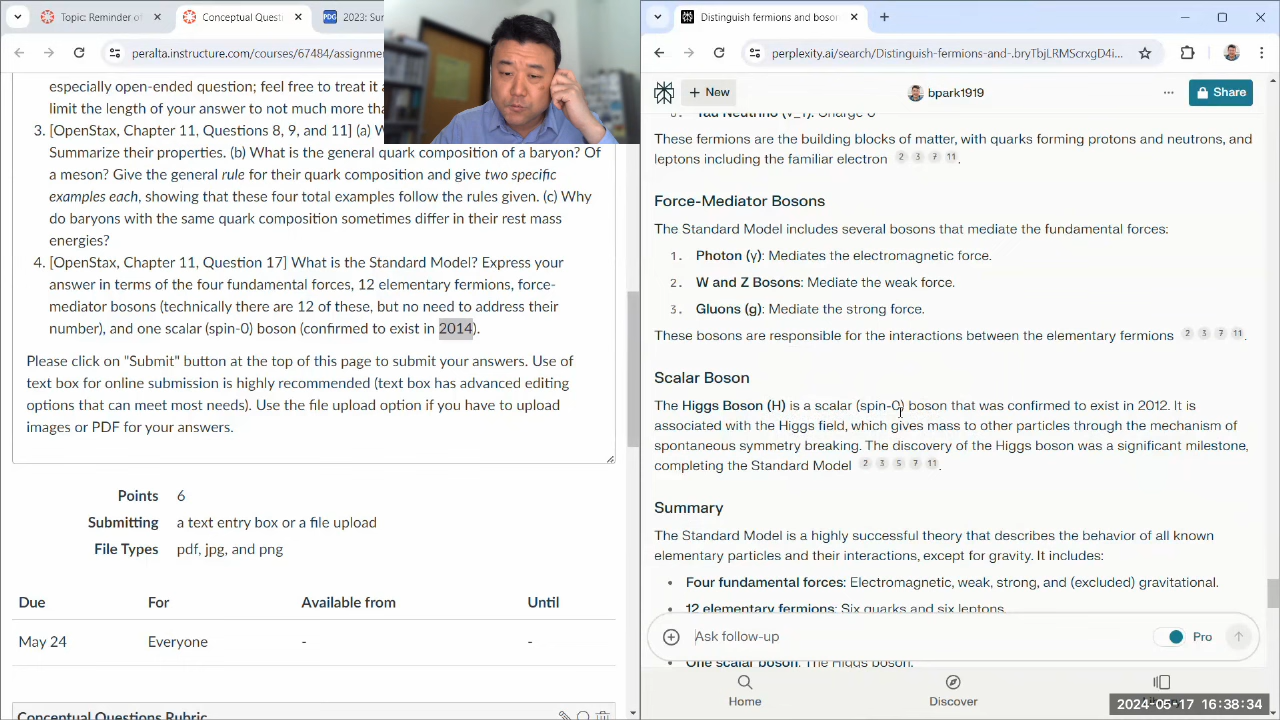 Topic Reminder of
Conceptual Questi
2023: Sum
peralta.instructure.com/courses/67484/assignme
especially open-ended question; feel free to treat it a
limit the length of your answer to not much more tha
3. [OpenStax, Chapter 11, Questions 8, 9, and 11] (a) W
Summarize their properties. (b) What is the general quark composition of a baryon? Of
a meson? Give the general rule for their quark composition and give two specific
examples each, showing that these four total examples follow the rules given. (c) Why
do baryons with the same quark composition sometimes differ in their rest mass
energies?
4. [OpenStax, Chapter 11, Question 17] What is the Standard Model? Express your
answer in terms of the four fundamental forces, 12 elementary fermions, force-
mediator bosons (technically there are 12 of these, but no need to address their
number), and one scalar (spin-0) boson (confirmed to exist in 2014).
Please click on "Submit" button at the top of this page to submit your answers. Use of
text box for online submission is highly recommended (text box has advanced editing
options that can meet most needs). Use the file upload option if you have to upload
images or PDF for your answers.
Points 6
Submitting a text entry box or a file upload
File Types pdf, jpg, and png
Due For Available from Until
May 24 Everyone - -
Conceptual Questions Rubric
Distinguish fermions and boson
perplexity.ai/search/Distinguish-fermions-and-.bryTbjLRMScngD4i...
+ New
bpark1919
Share
Tau Neutrino (ν_τ): Charge 0
These fermions are the building blocks of matter, with quarks forming protons and neutrons, and
leptons including the familiar electron 2 3 7 11.
Force-Mediator Bosons
The Standard Model includes several bosons that mediate the fundamental forces:
1. Photon (γ): Mediates the electromagnetic force.
2. W and Z Bosons: Mediate the weak force.
3. Gluons (g): Mediate the strong force.
These bosons are responsible for the interactions between the elementary fermions 2 3 7 11.
Scalar Boson
The Higgs Boson (H) is a scalar (spin-0) boson that was confirmed to exist in 2012. It is
associated with the Higgs field, which gives mass to other particles through the mechanism of
spontaneous symmetry breaking. The discovery of the Higgs boson was a significant milestone,
completing the Standard Model 2 3 5 7 11.
Summary
The Standard Model is a highly successful theory that describes the behavior of all known
elementary particles and their interactions, except for gravity. It includes:
• Four fundamental forces: Electromagnetic, weak, strong, and (excluded) gravitational.
• 12 elementary fermions: Six quarks and six leptons.
Ask follow-up
Pro
One scalar boson: The Higgs boson.
Home
Discover
2024-05-17 16:38:34